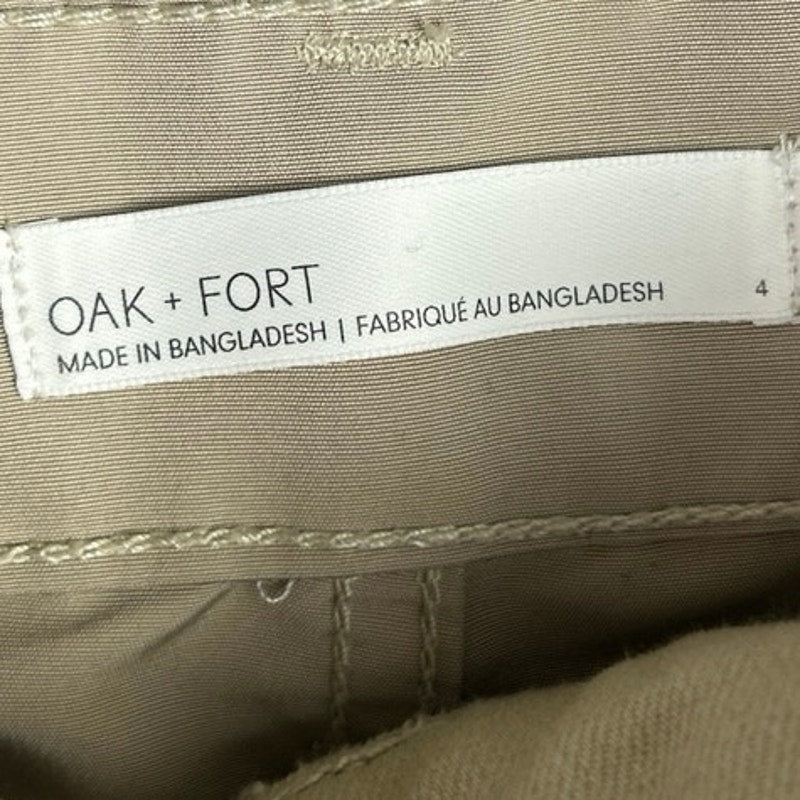 OAK + FORT
MADE IN BANGLADESH | FABRIQUÉ AU BANGLADESH
4